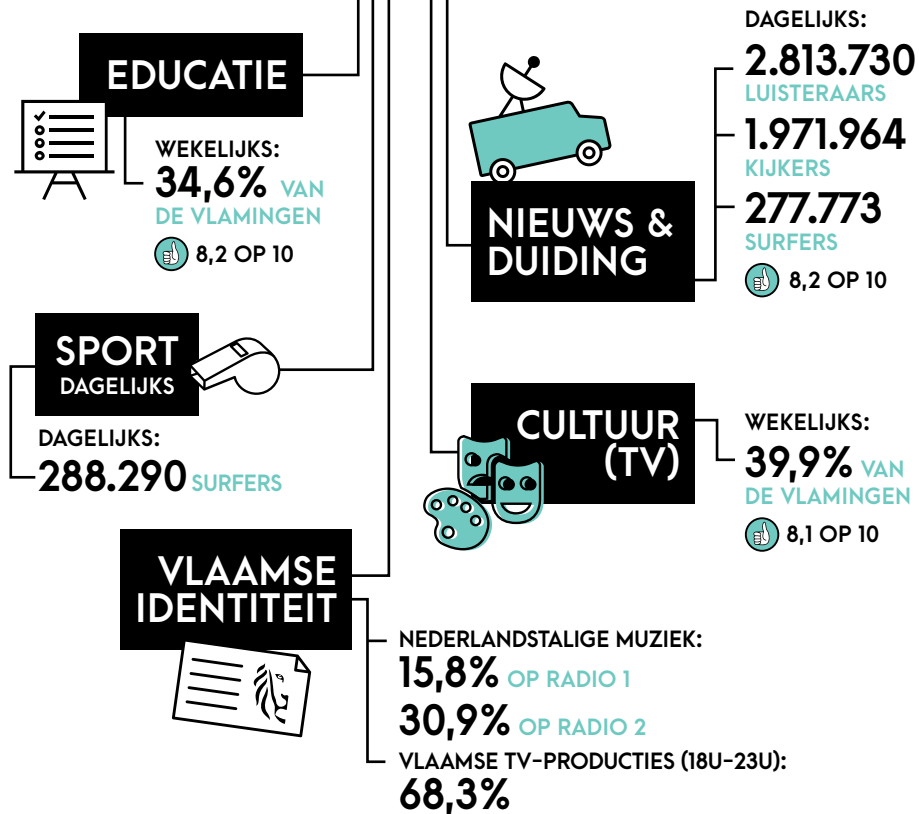 EDUCATIE
WEKELIJKS:
34,6% VAN
DE VLAMINGEN
8,2 OP 10
DAGELIJKS:
2.813.730
LUISTERAARS
1.971.964
KIJKERS
277.773
SURFERS
8,2 OP 10
NIEUWS &
DUIDING
SPORT
DAGELIJKS
DAGELIJKS:
288.290 SURFERS
CULTUUR
(TV)
WEKELIJKS:
39,9% VAN
DE VLAMINGEN
8,1 OP 10
VLAAMSE
IDENTITEIT
NEDERLANDSTALIGE MUZIEK:
15,8% OP RADIO 1
30,9% OP RADIO 2
VLAAMSE TV-PRODUCTIES (18U-23U):
68,3%